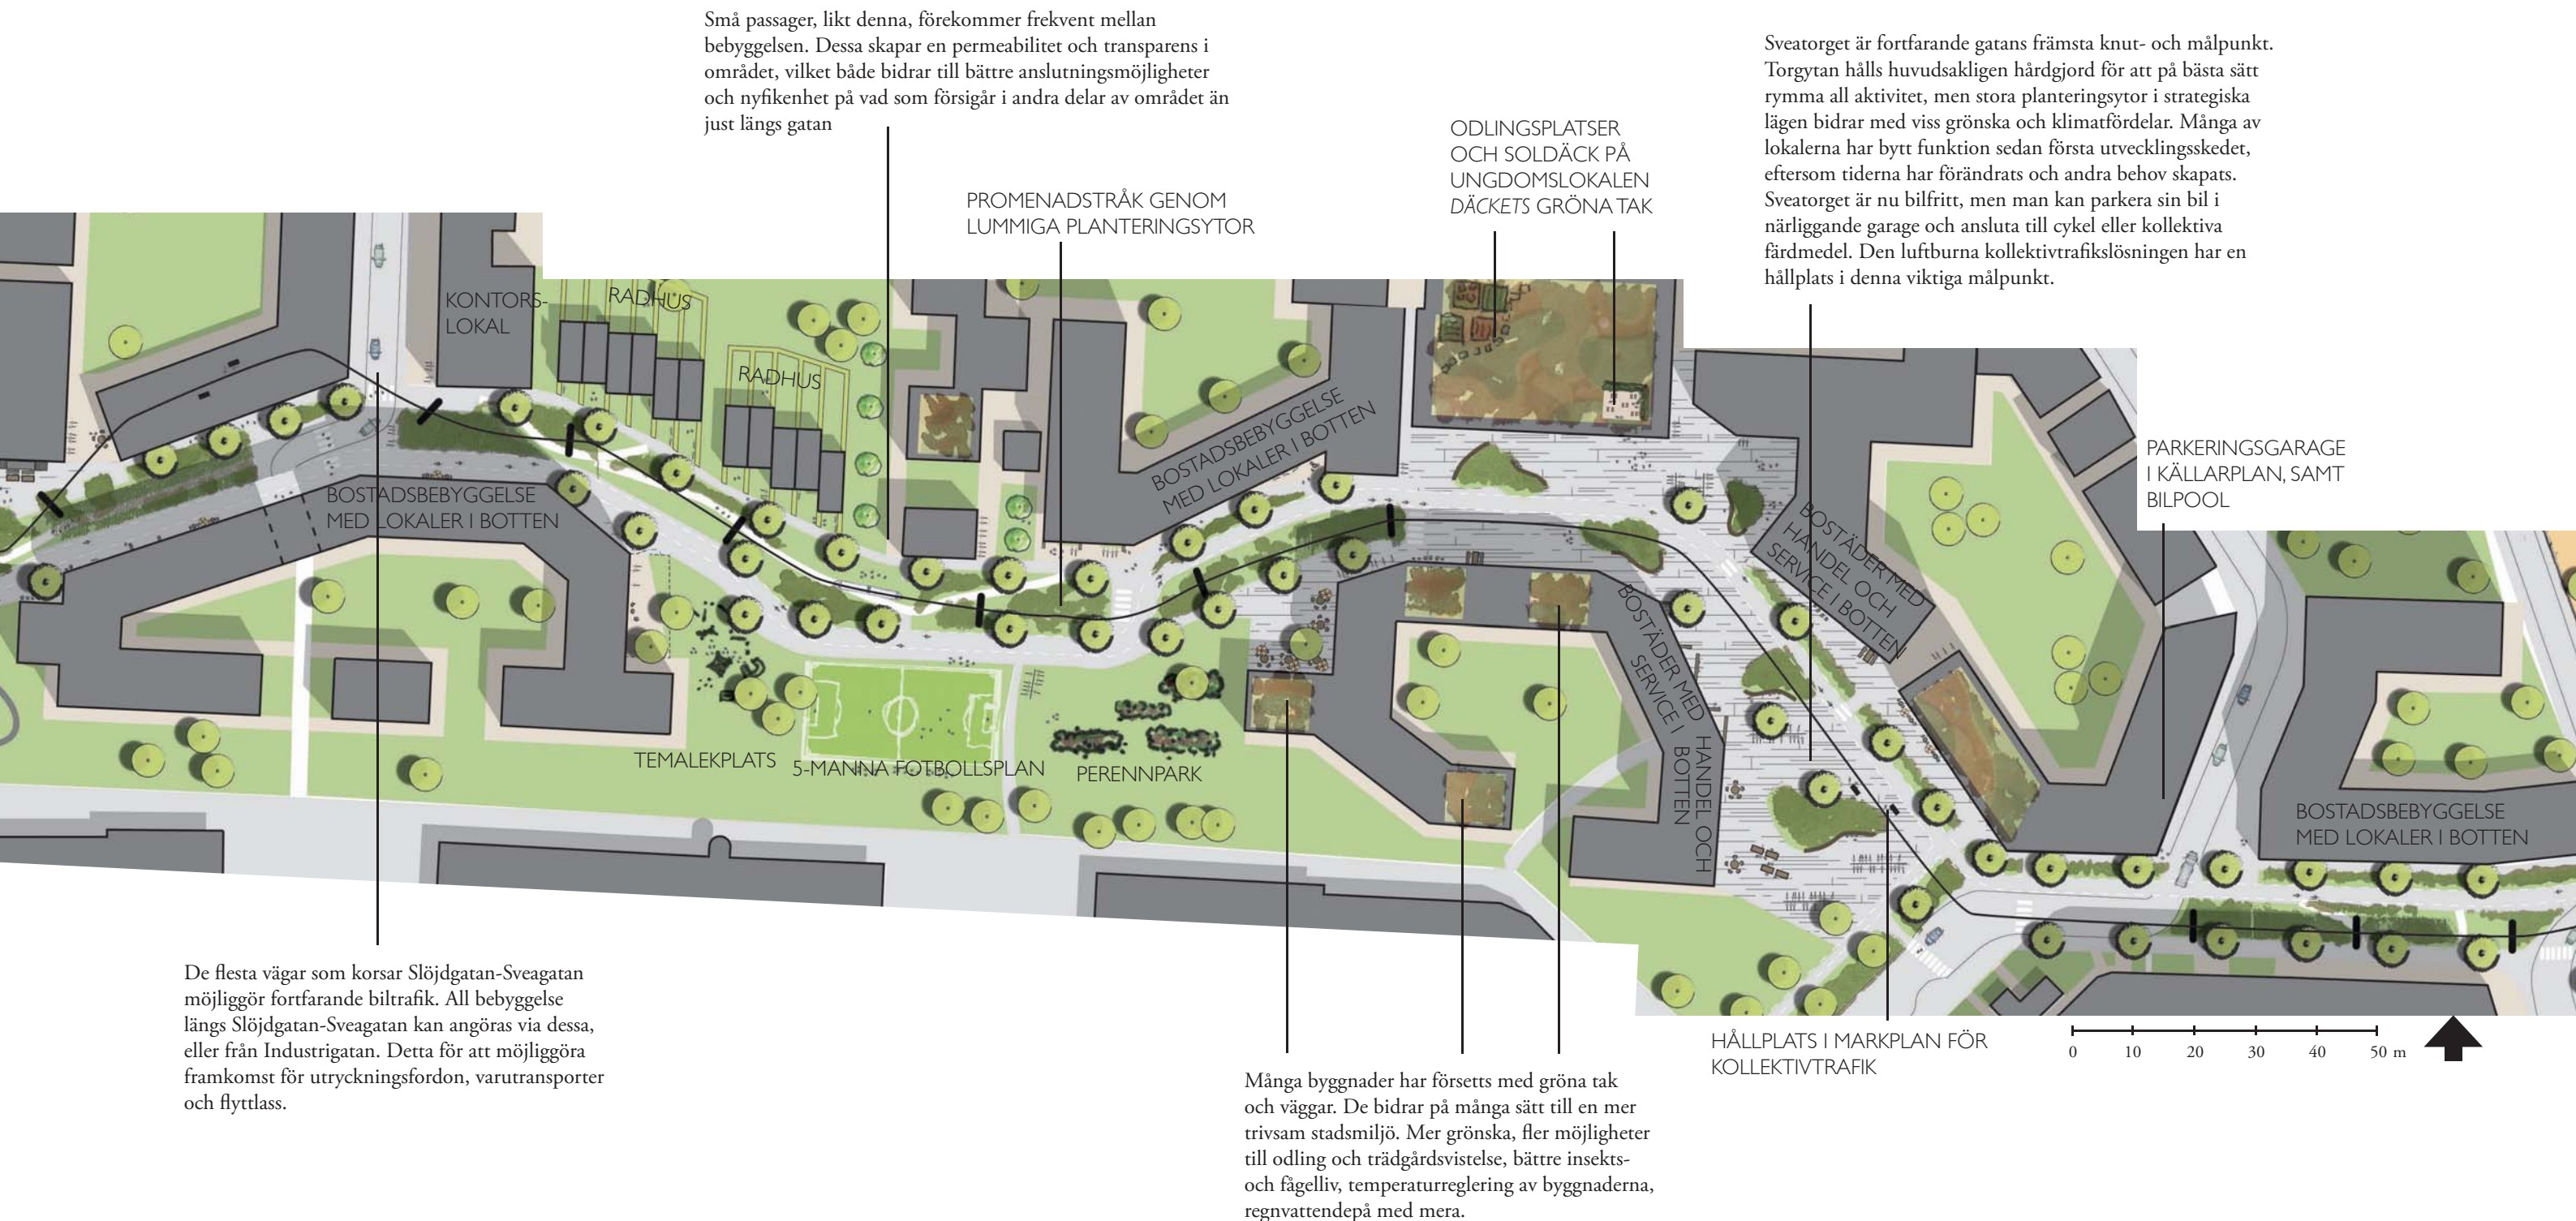 Små passager, likt denna, förekommer frekvent mellan
bebyggelsen. Dessa skapar en permeabilitet och transparens i
området, vilket både bidrar till bättre anslutningsmöjligheter
och nyfikenhet på vad som försigår i andra delar av området än
just längs gatan
Sveatorget är fortfarande gatans främsta knut- och målpunkt.
Torgytan hålls huvudsakligen hårdgjord för att på bästa sätt
rymma all aktivitet, men stora planteringsytor i strategiska
lägen bidrar med viss grönska och klimatfördelar. Många av
lokalerna har bytt funktion sedan första utvecklingsskedet,
eftersom tiderna har förändrats och andra behov skapats.
Sveatorget är nu bilfritt, men man kan parkera sin bil i
närliggande garage och ansluta till cykel eller kollektiva
färdmedel. Den luftburna kollektivtrafikslösningen har en
hållplats i denna viktiga målpunkt.
ODLINGSPLATSER
OCH SOLDÄCK PÅ
UNGDOMSLOKALEN
DÄCKETS GRÖNA TAK
PROMENADSTRÅK GENOM
LUMMIGA PLANTERINGSYTOR
KONTORS-
LOKAL
RADHUS
RADHUS
BOSTADSBEBYGGELSE
MED LOKALER I BOTTEN
BOSTADSBEBYGGELSE
MED LOKALER I BOTTEN
PARKERINGSGARAGE
I KÄLLARPLAN, SAMT
BILPOOL
BOSTÄDER MED
HANDEL OCH
SERVICE I BOTTEN
BOSTÄDER MED HANDEL OCH
SERVICE I BOTTEN
TEMALEKPLATS
5-MANNA FOTBOLLSPLAN
PERENNPARK
BOSTADSBEBYGGELSE
MED LOKALER I BOTTEN
De flesta vägar som korsar Slöjdgatan-Sveagatan
möjliggör fortfarande biltrafik. All bebyggelse
längs Slöjdgatan-Sveagatan kan angöras via dessa,
eller från Industrigatan. Detta för att möjliggöra
framkomst för utryckningsfordon, varutransporter
och flyttlass.
HÅLLPLATS I MARKPLAN FÖR
KOLLEKTIVTRAFIK
0 10 20 30 40 50 m
Många byggnader har försetts med gröna tak
och väggar. De bidrar på många sätt till en mer
trivsam stadsmiljö. Mer grönska, fler möjligheter
till odling och trädgårdsvistelse, bättre insekts-
och fågelliv, temperaturreglering av byggnaderna,
regnvattendepå med mera.